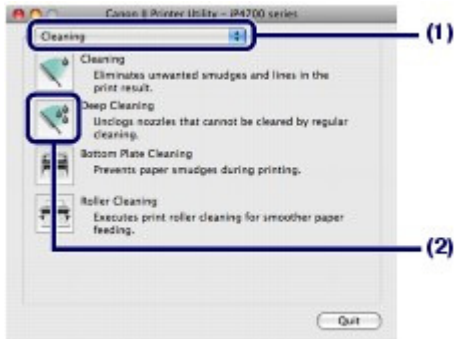 Canon IJ Printer Utility – iP4700 series
(1)
Cleaning
Cleaning
Eliminates unwanted smudges and lines in the
print result.
Deep Cleaning
Unclogs nozzles that cannot be cleared by regular
cleaning.
Bottom Plate Cleaning
Prevents paper smudges during printing.
Roller Cleaning
Executes print roller cleaning for smoother paper
feeding.
(2)
Quit